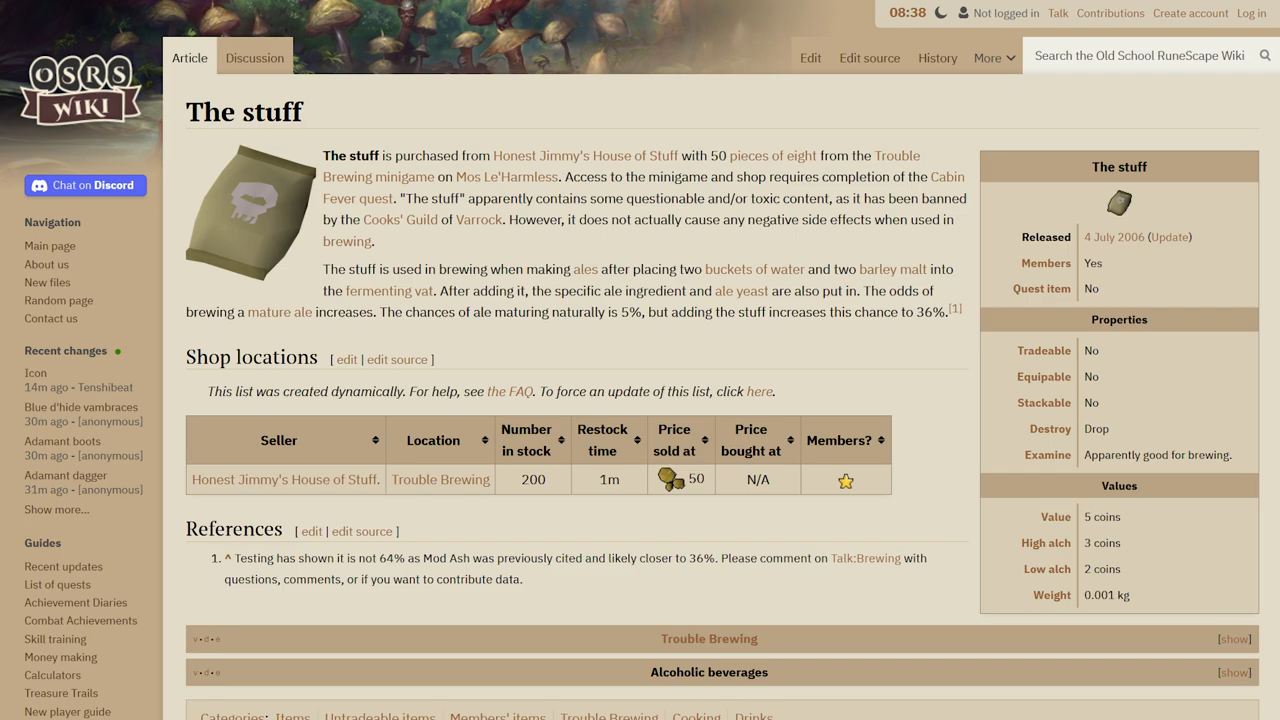 08:38 Not logged in Talk Contributions Create account Log in
OSRS
WIKI
Article Discussion Edit Edit source History More Search the Old School RuneScape Wiki
Chat on Discord
Navigation
Main page
About us
New files
Random page
Contact us
Recent changes
Icon
14m ago - Tenshibeat
Blue d'hide vambraces
30m ago - [anonymous]
Adamant boots
30m ago - [anonymous]
Adamant dagger
31m ago - [anonymous]
Show more...
Guides
Recent updates
List of quests
Achievement Diaries
Combat Achievements
Skill training
Money making
Calculators
Treasure Trails
New player guide
The stuff
The stuff is purchased from Honest Jimmy's House of Stuff with 50 pieces of eight from the Trouble
Brewing minigame on Mos Le'Harmless. Access to the minigame and shop requires completion of the Cabin
Fever quest. "The stuff" apparently contains some questionable and/or toxic content, as it has been banned
by the Cooks' Guild of Varrock. However, it does not actually cause any negative side effects when used in
brewing.
The stuff is used in brewing when making ales after placing two buckets of water and two barley malt into
the fermenting vat. After adding it, the specific ale ingredient and ale yeast are also put in. The odds of
brewing a mature ale increases. The chances of ale maturing naturally is 5%, but adding the stuff increases this chance to 36%.[1]
Shop locations [ edit | edit source ]
This list was created dynamically. For help, see the FAQ. To force an update of this list, click here.
Seller Location Number in stock Restock time Price sold at Price bought at Members?
Honest Jimmy's House of Stuff. Trouble Brewing 200 1m 50 N/A
References [ edit | edit source ]
1. ^ Testing has shown it is not 64% as Mod Ash was previously cited and likely closer to 36%. Please comment on Talk:Brewing with
questions, comments, or if you want to contribute data.
The stuff
Released 4 July 2006 (Update)
Members Yes
Quest item No
Properties
Tradeable No
Equipable No
Stackable No
Destroy Drop
Examine Apparently good for brewing.
Values
Value 5 coins
High alch 3 coins
Low alch 2 coins
Weight 0.001 kg
v • d • e Trouble Brewing [show]
v • d • e Alcoholic beverages [show]
Categories: Items Untradeable items Members' items Trouble Brewing Cooking Drinks